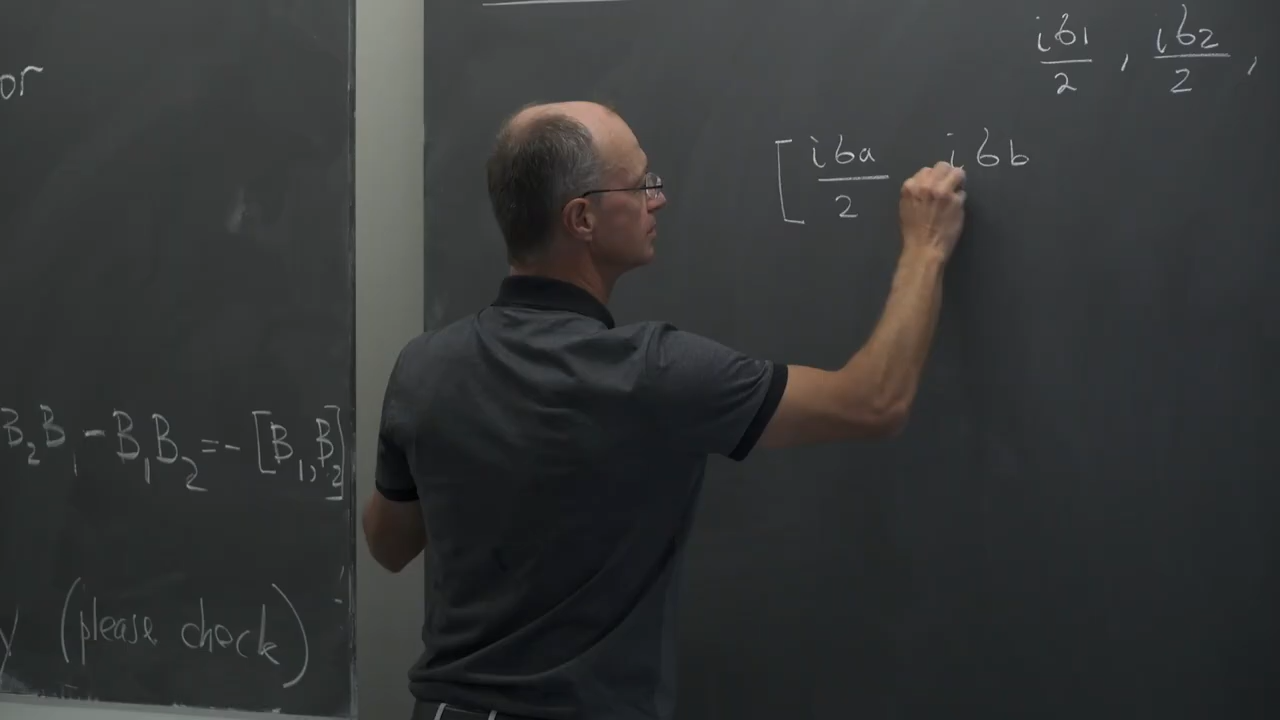 or
B₂B₁ - B₁B₂ = - [B₁, B₂]
(please check)
iσ1/2 , iσ2/2 ,
[ iσa/2 iσb